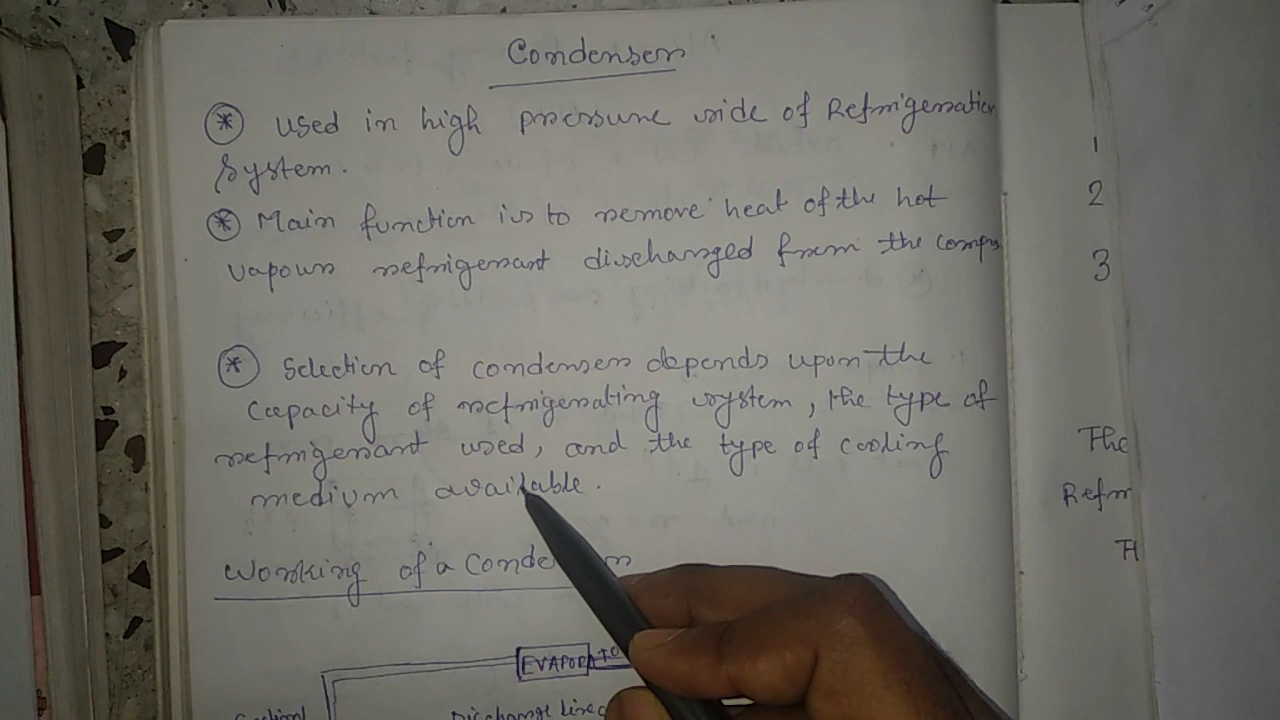 Condenser
* used in high pressure side of Refrigeration
System.
* Main function is to remove heat of the hot
vapour refrigerant discharged from the compr
* Selection of condenser depends upon the
capacity of refrigerating system, the type of
refrigerant used, and the type of cooling
medium available.
Working of a Conde
EVAPORATO
Discharge line
1
2
3
The
Refr
Th